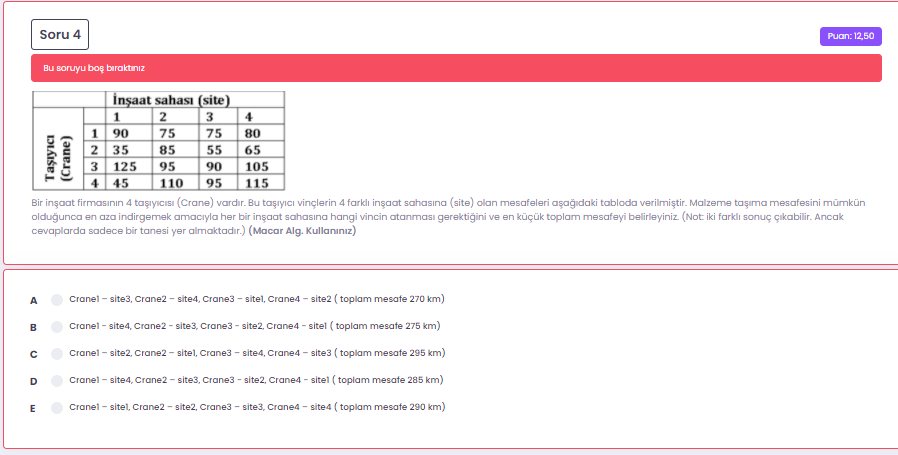 Soru 4
Puan: 12,50
Bu soruyu boş bıraktınız
İnşaat sahası (site)
1 2 3 4
Taşıyıcı (Crane)
1 90 75 75 80
2 35 85 55 65
3 125 95 90 105
4 45 110 95 115
Bir inşaat firmasının 4 taşıyıcısı (Crane) vardır. Bu taşıyıcı vinçlerin 4 farklı inşaat sahasına (site) olan mesafeleri aşağıdaki tabloda verilmiştir. Malzeme taşıma mesafesini mümkün
olduğunca en aza indirgemek amacıyla her bir inşaat sahasına hangi vincin atanması gerektiğini ve en küçük toplam mesafeyi belirleyiniz. (Not: iki farklı sonuç çıkabilir. Ancak
cevaplarda sadece bir tanesi yer almaktadır.) (Macar Alg. Kullanınız)
A Crane1 – site3, Crane2 – site4, Crane3 – site1, Crane4 – site2 ( toplam mesafe 270 km)
B Crane1 - site4, Crane2 - site3, Crane3 - site2, Crane4 - site1 ( toplam mesafe 275 km)
C Crane1 – site2, Crane2 – site1, Crane3 – site4, Crane4 – site3 ( toplam mesafe 295 km)
D Crane1 – site4, Crane2 – site3, Crane3 - site2, Crane4 - site1 ( toplam mesafe 285 km)
E Crane1 – site1, Crane2 – site2, Crane3 – site3, Crane4 – site4 ( toplam mesafe 290 km)